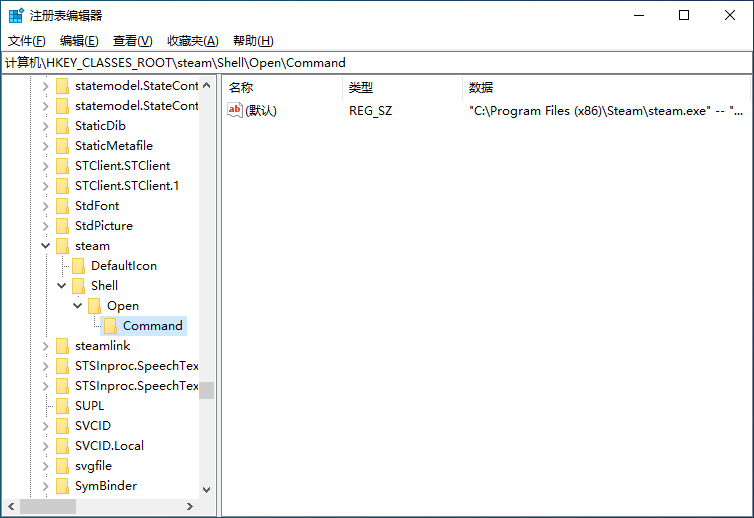 注册表编辑器
文件(F) 编辑(E) 查看(V) 收藏夹(A) 帮助(H)
计算机\HKEY_CLASSES_ROOT\steam\Shell\Open\Command
statemodel.StateCont
statemodel.StateCont
StaticDib
StaticMetafile
STClient.STClient
STClient.STClient.1
StdFont
StdPicture
steam
DefaultIcon
Shell
Open
Command
steamlink
STSInproc.SpeechTex
STSInproc.SpeechTex
SUPL
SVCID
SVCID.Local
svgfile
SymBinder
名称 类型 数据
ab (默认) REG_SZ "C:\Program Files (x86)\Steam\steam.exe" -- "...